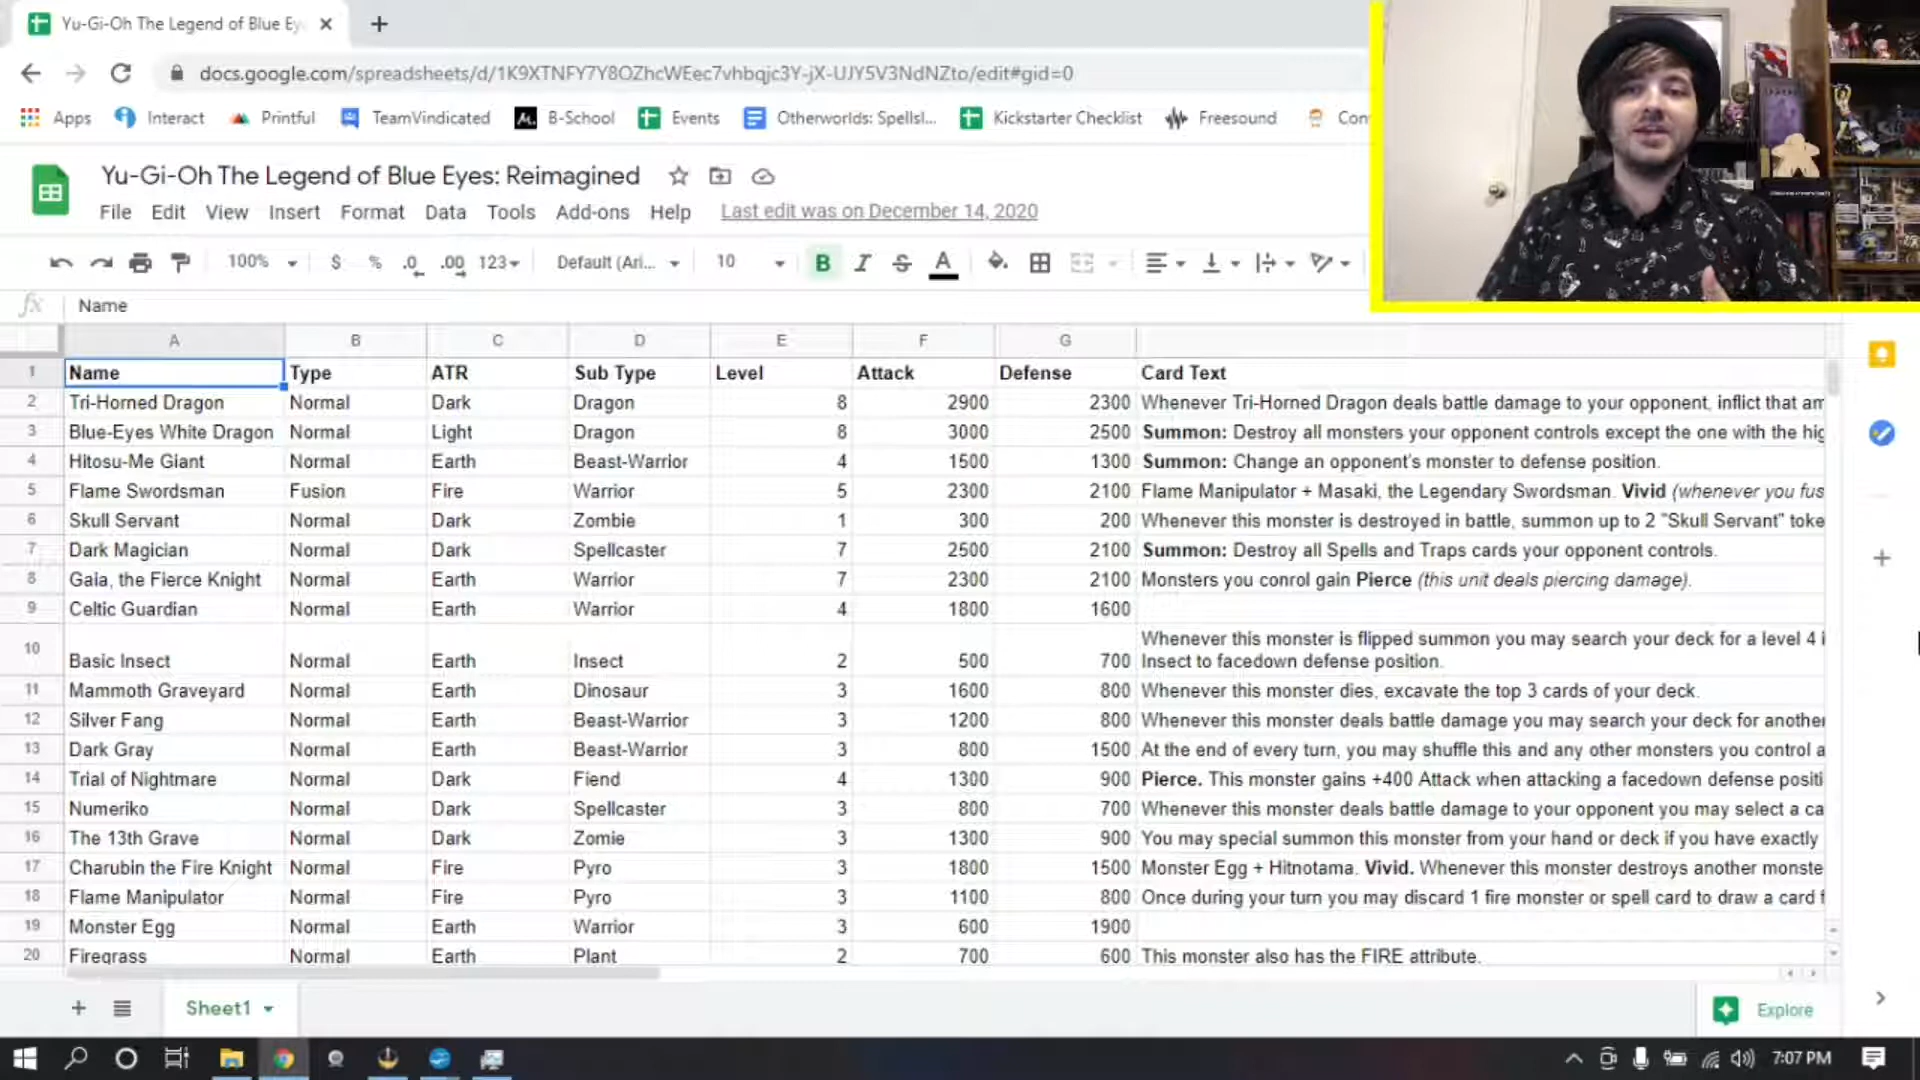 Yu-Gi-Oh The Legend of Blue Ey
docs.google.com/spreadsheets/d/1K9XTNFY7Y8OZhcWEec7vhbqjc3Y-jX-UJY5V3NdNZto/edit#gid=0
Apps Interact Printful TeamVindicated B-School Events Otherworlds: Spellsl... Kickstarter Checklist Freesound Con
Yu-Gi-Oh The Legend of Blue Eyes: Reimagined
File Edit View Insert Format Data Tools Add-ons Help Last edit was on December 14, 2020
100% $ % .0 .00 123 Default (Ari... 10 B I S A
fx Name
A B C D E F G
1 Name Type ATR Sub Type Level Attack Defense Card Text
2 Tri-Horned Dragon Normal Dark Dragon 8 2900 2300 Whenever Tri-Horned Dragon deals battle damage to your opponent, inflict that am
3 Blue-Eyes White Dragon Normal Light Dragon 8 3000 2500 Summon: Destroy all monsters your opponent controls except the one with the hig
4 Hitosu-Me Giant Normal Earth Beast-Warrior 4 1500 1300 Summon: Change an opponent's monster to defense position.
5 Flame Swordsman Fusion Fire Warrior 5 2300 2100 Flame Manipulator + Masaki, the Legendary Swordsman. Vivid (whenever you fus
6 Skull Servant Normal Dark Zombie 1 300 200 Whenever this monster is destroyed in battle, summon up to 2 "Skull Servant" toke
7 Dark Magician Normal Dark Spellcaster 7 2500 2100 Summon: Destroy all Spells and Traps cards your opponent controls.
8 Gaia, the Fierce Knight Normal Earth Warrior 7 2300 2100 Monsters you conrol gain Pierce (this unit deals piercing damage).
9 Celtic Guardian Normal Earth Warrior 4 1800 1600
Whenever this monster is flipped summon you may search your deck for a level 4 i
10 Basic Insect Normal Earth Insect 2 500 700 Insect to facedown defense position.
11 Mammoth Graveyard Normal Earth Dinosaur 3 1600 800 Whenever this monster dies, excavate the top 3 cards of your deck.
12 Silver Fang Normal Earth Beast-Warrior 3 1200 800 Whenever this monster deals battle damage you may search your deck for another
13 Dark Gray Normal Earth Beast-Warrior 3 800 1500 At the end of every turn, you may shuffle this and any other monsters you control a
14 Trial of Nightmare Normal Dark Fiend 4 1300 900 Pierce. This monster gains +400 Attack when attacking a facedown defense positi
15 Numeriko Normal Dark Spellcaster 3 800 700 Whenever this monster deals battle damage to your opponent you may select a ca
16 The 13th Grave Normal Dark Zomie 3 1300 900 You may special summon this monster from your hand or deck if you have exactly
17 Charubin the Fire Knight Normal Fire Pyro 3 1800 1500 Monster Egg + Hitnotama. Vivid. Whenever this monster destroys another monste
18 Flame Manipulator Normal Fire Pyro 3 1100 800 Once during your turn you may discard 1 fire monster or spell card to draw a card f
19 Monster Egg Normal Earth Warrior 3 600 1900
20 Firegrass Normal Earth Plant 2 700 600 This monster also has the FIRE attribute.
Sheet1 Explore
7:07 PM